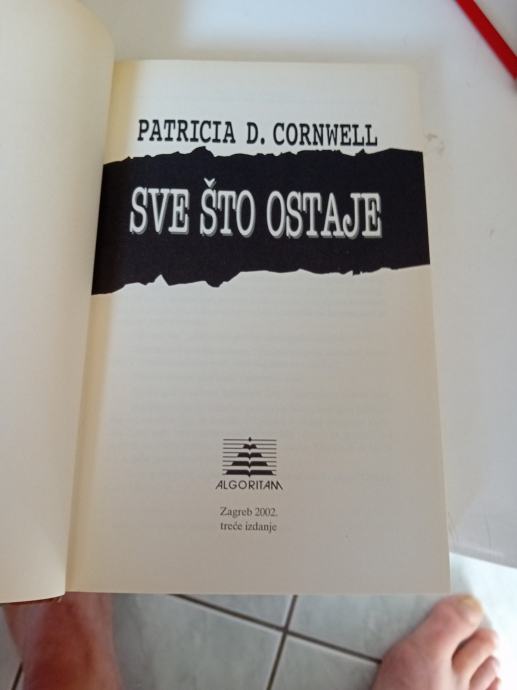 PATRICIA D. CORNWELL
SVE ŠTO OSTAJE
ALGORITAM
Zagreb 2002.
treće izdanje